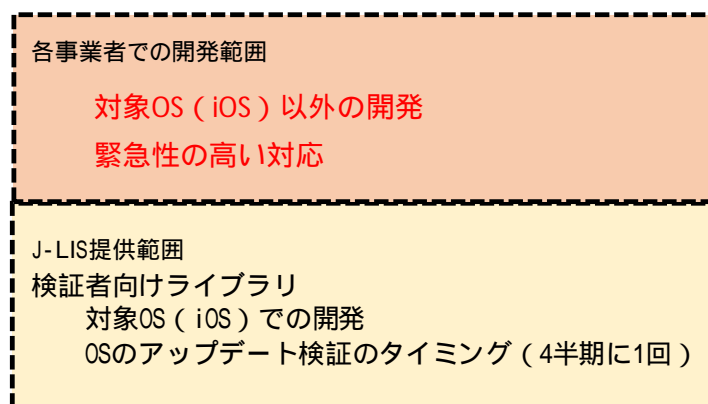 各事業者での開発範囲
対象OS（iOS）以外の開発
緊急性の高い対応
J-LIS提供範囲
検証者向けライブラリ
対象OS（iOS）での開発
OSのアップデート検証のタイミング（4半期に1回）